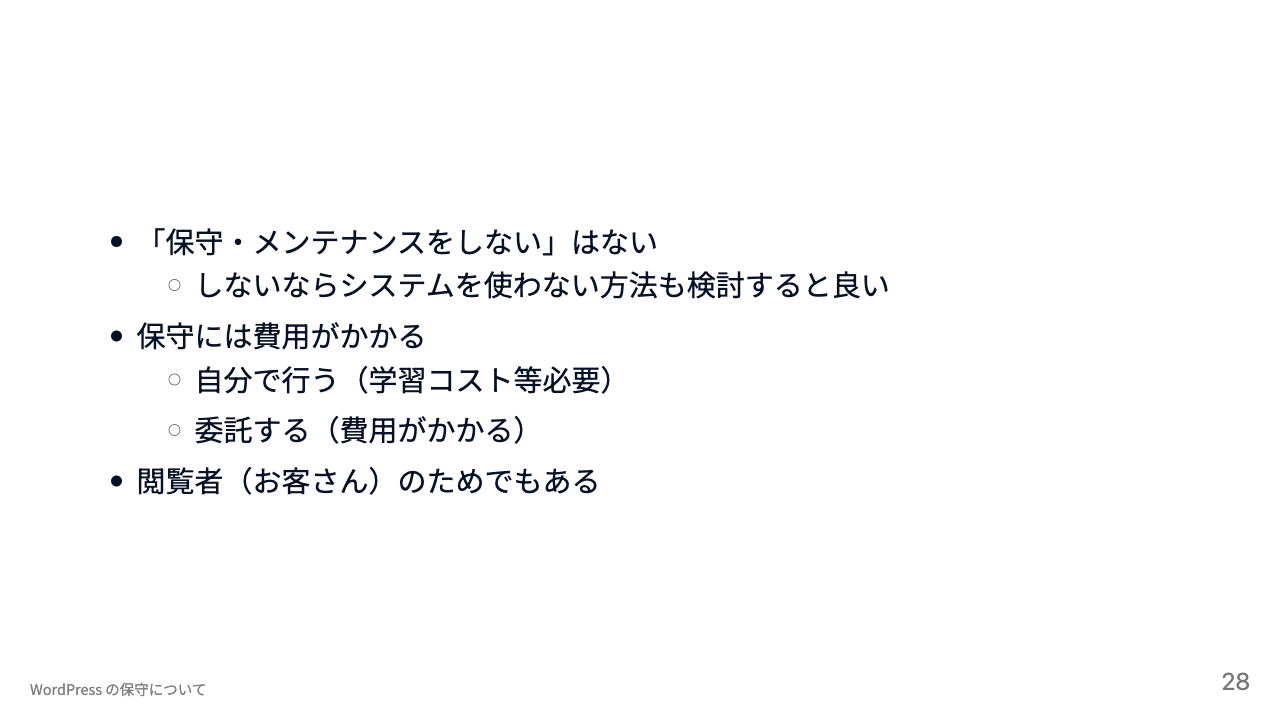 「保守・メンテナンスをしない」はない
しないならシステムを使わない方法も検討すると良い
保守には費用がかかる
自分で行う（学習コスト等必要）
委託する（費用がかかる）
閲覧者（お客さん）のためでもある
WordPress の保守について
28